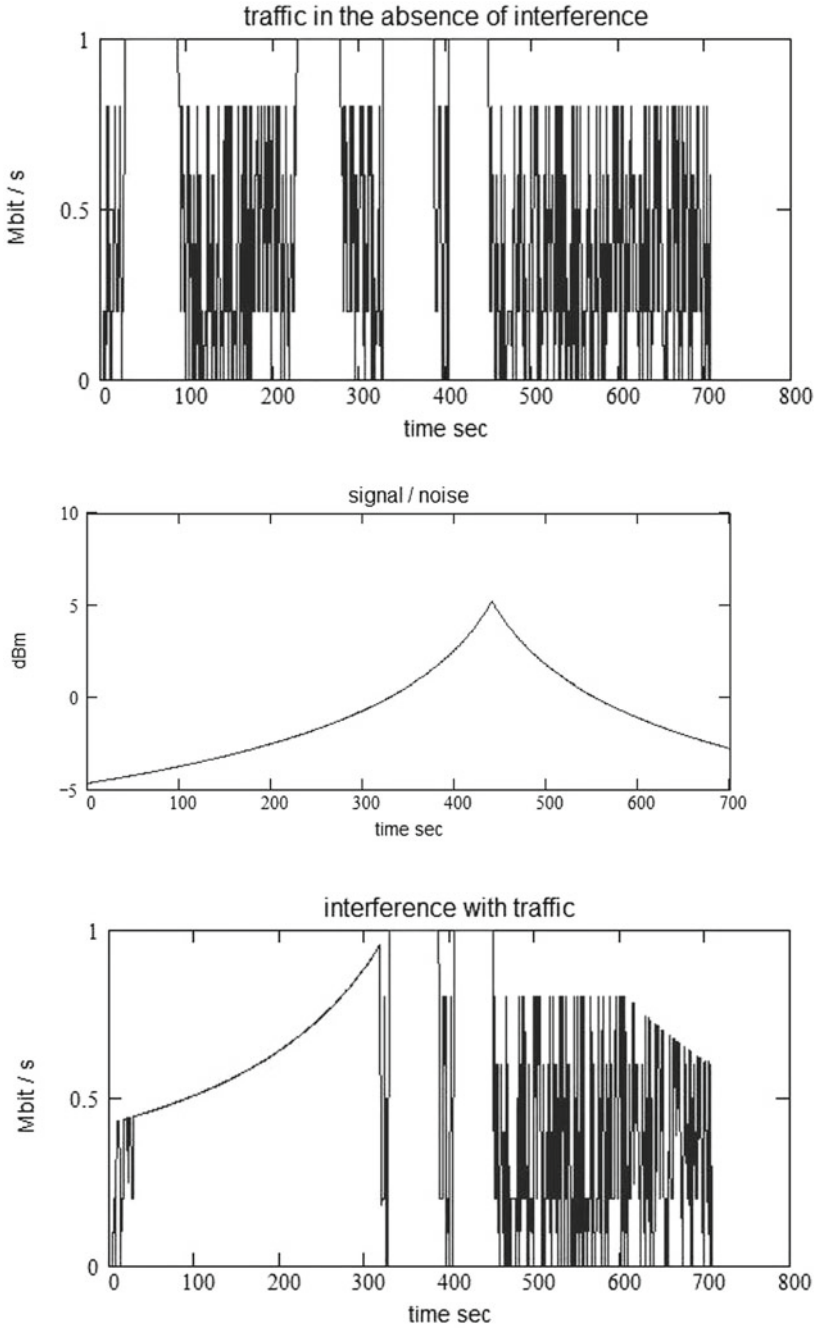 traffic in the absence of interference
1
0.5
0
Mbit / s
0 100 200 300 400 500 600 700 800
time sec
signal / noise
10
5
0
−5
dBm
0 100 200 300 400 500 600 700
time sec
interference with traffic
1
0.5
0
Mbit / s
0 100 200 300 400 500 600 700 800
time sec